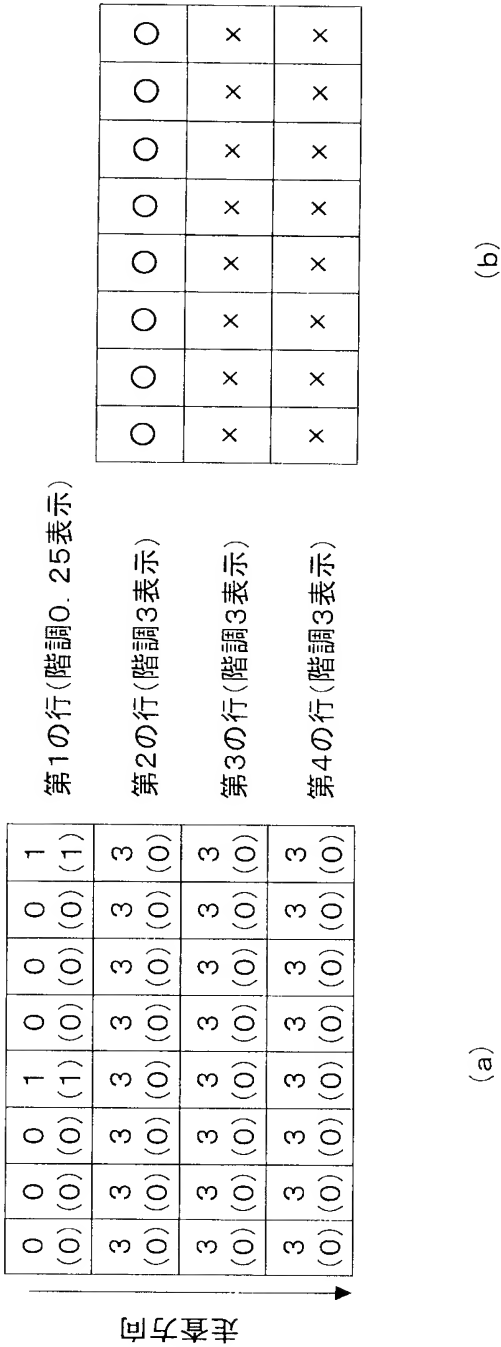 走査方向
0 0 0 1 0 0 0 1
(0) (0) (0) (1) (0) (0) (0) (1)
第1の行(階調0. 25表示)
3 3 3 3 3 3 3 3
(0) (0) (0) (0) (0) (0) (0) (0)
第2の行(階調3表示)
○ ○ ○ ○ ○ ○ ○ ○
3 3 3 3 3 3 3 3
(0) (0) (0) (0) (0) (0) (0) (0)
第3の行(階調3表示)
× × × × × × × ×
3 3 3 3 3 3 3 3
(0) (0) (0) (0) (0) (0) (0) (0)
第4の行(階調3表示)
× × × × × × × ×
(a)
(b)